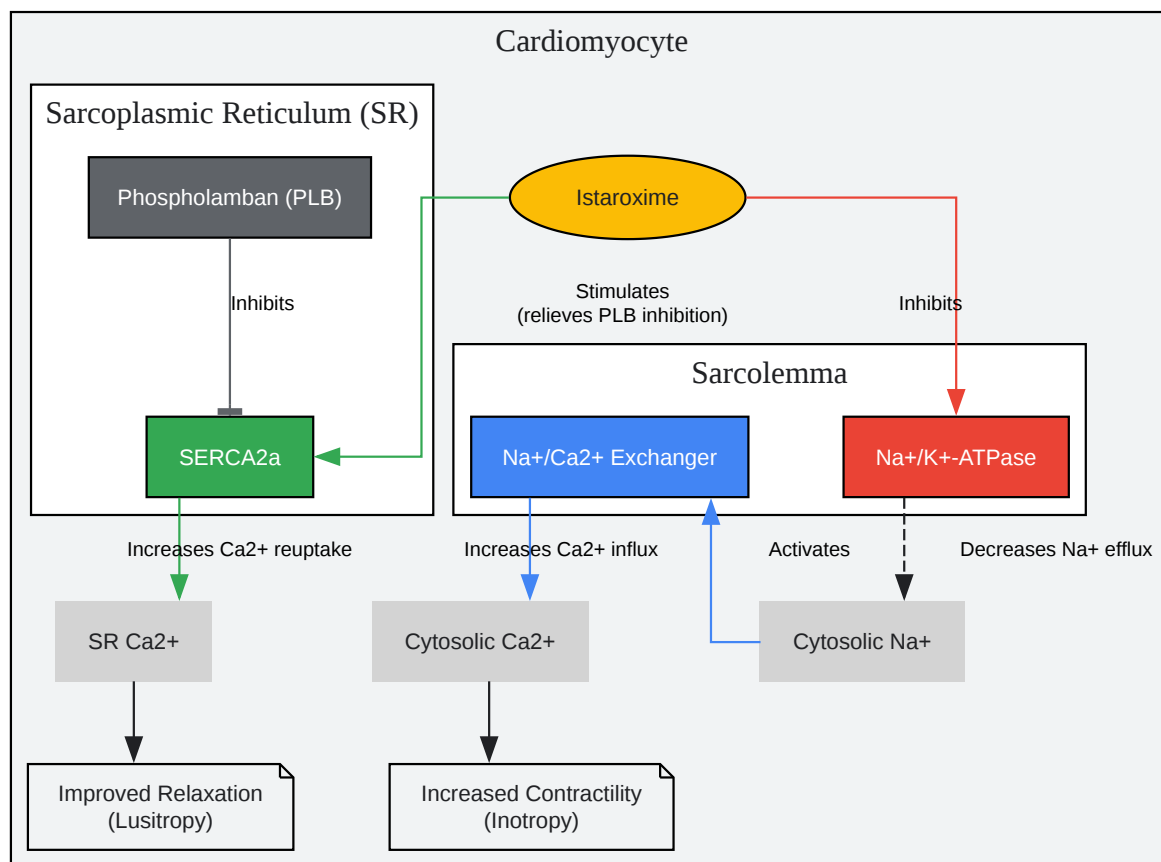 Cardiomyocyte
Sarcoplasmic Reticulum (SR)
Phospholamban (PLB)
Istaroxime
Inhibits
Stimulates
(relieves PLB inhibition)
Inhibits
Sarcolemma
SERCA2a
Na+/Ca2+ Exchanger
Na+/K+-ATPase
Increases Ca2+ reuptake
Increases Ca2+ influx
Activates
Decreases Na+ efflux
SR Ca2+
Cytosolic Ca2+
Cytosolic Na+
Improved Relaxation
(Lusitropy)
Increased Contractility
(Inotropy)